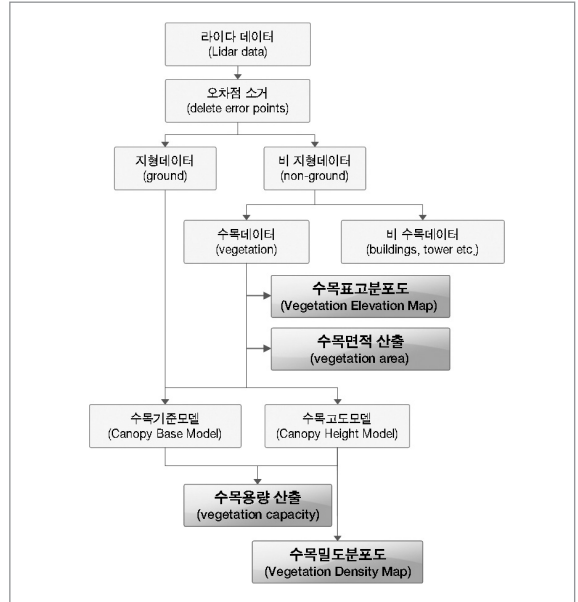 라이다 데이터
(Lidar data)
오차점 소거
(delete error points)
지형데이터
(ground)
비 지형데이터
(non-ground)
수목데이터
(vegetation)
비 수목데이터
(buildings, tower etc.)
수목표고분포도
(Vegetation Elevation Map)
수목면적 산출
(vegetation area)
수목기준모델
(Canopy Base Model)
수목고도모델
(Canopy Height Model)
수목용량 산출
(vegetation capacity)
수목밀도분포도
(Vegetation Density Map)